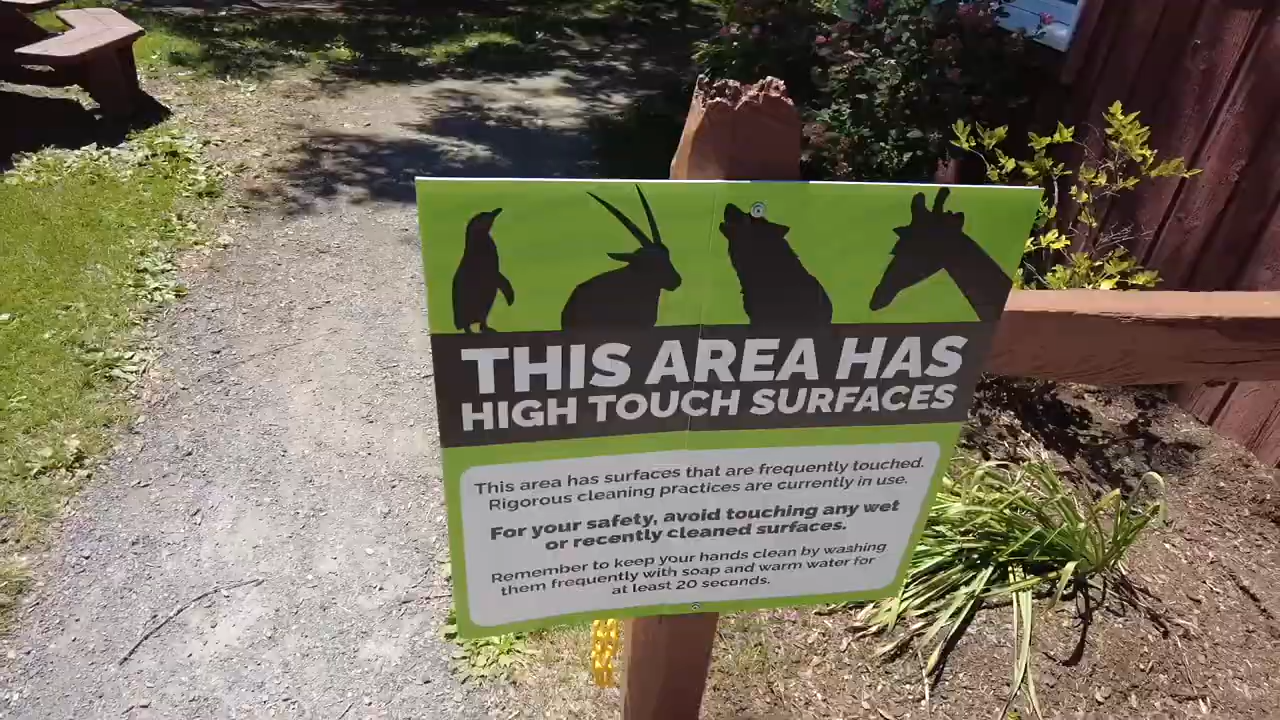 THIS AREA HAS
HIGH TOUCH SURFACES
This area has surfaces that are frequently touched.
Rigorous cleaning practices are currently in use.
For your safety, avoid touching any wet
or recently cleaned surfaces.
Remember to keep your hands clean by washing
them frequently with soap and warm water for
at least 20 seconds.